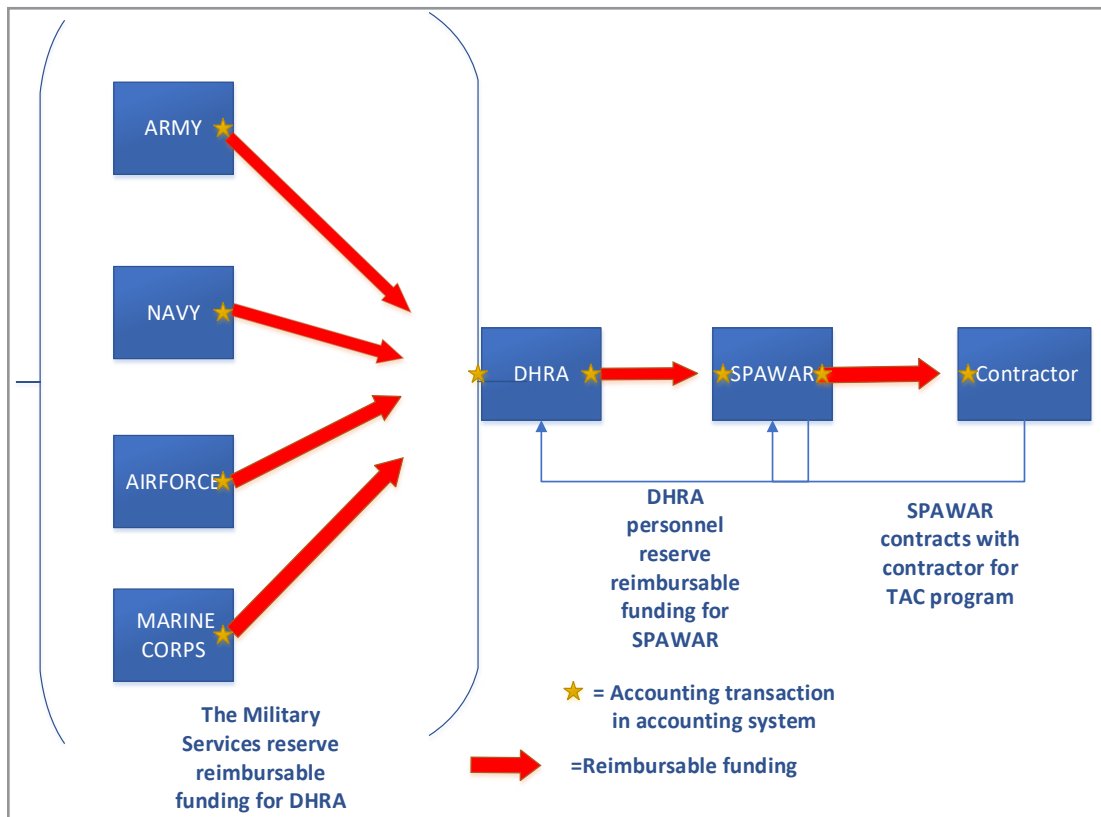 ARMY
NAVY
AIRFORCE
MARINE
CORPS
The Military
Services reserve
reimbursable
funding for DHRA
DHRA
SPAWAR
Contractor
DHRA
personnel
reserve
reimbursable
funding for
SPAWAR
SPAWAR
contracts with
contractor for
TAC program
= Accounting transaction
in accounting system
=Reimbursable funding